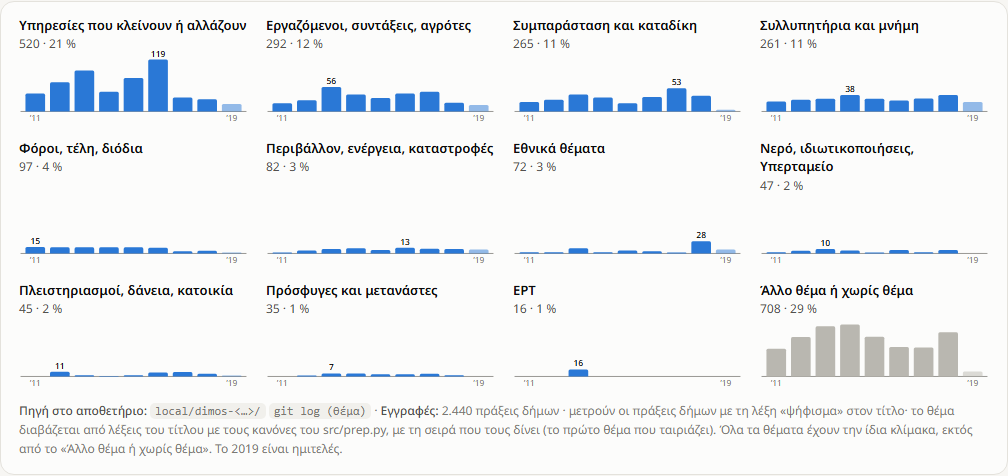 Υπηρεσίες που κλείνουν ή αλλάζουν
520 · 21 %
119
'11 '19
Εργαζόμενοι, συντάξεις, αγρότες
292 · 12 %
56
'11 '19
Συμπαράσταση και καταδίκη
265 · 11 %
53
'11 '19
Συλλυπητήρια και μνήμη
261 · 11 %
38
'11 '19
Φόροι, τέλη, διόδια
97 · 4 %
15
'11 '19
Περιβάλλον, ενέργεια, καταστροφές
82 · 3 %
13
'11 '19
Εθνικά θέματα
72 · 3 %
28
'11 '19
Νερό, ιδιωτικοποιήσεις,
Υπερταμείο
47 · 2 %
10
'11 '19
Πλειστηριασμοί, δάνεια, κατοικία
45 · 2 %
11
'11 '19
Πρόσφυγες και μετανάστες
35 · 1 %
7
'11 '19
ΕΡΤ
16 · 1 %
16
'11 '19
Άλλο θέμα ή χωρίς θέμα
708 · 29 %
'11 '19
Πηγή στο αποθετήριο: local/dimos-<…>/ git log (θέμα) · Εγγραφές: 2.440 πράξεις δήμων · μετρούν οι πράξεις δήμων με τη λέξη «ψήφισμα» στον τίτλο· το θέμα
διαβάζεται από λέξεις του τίτλου με τους κανόνες του src/prep.py, με τη σειρά που τους δίνει (το πρώτο θέμα που ταιριάζει). Όλα τα θέματα έχουν την ίδια κλίμακα, εκτός
από το «Άλλο θέμα ή χωρίς θέμα». Το 2019 είναι ημιτελές.